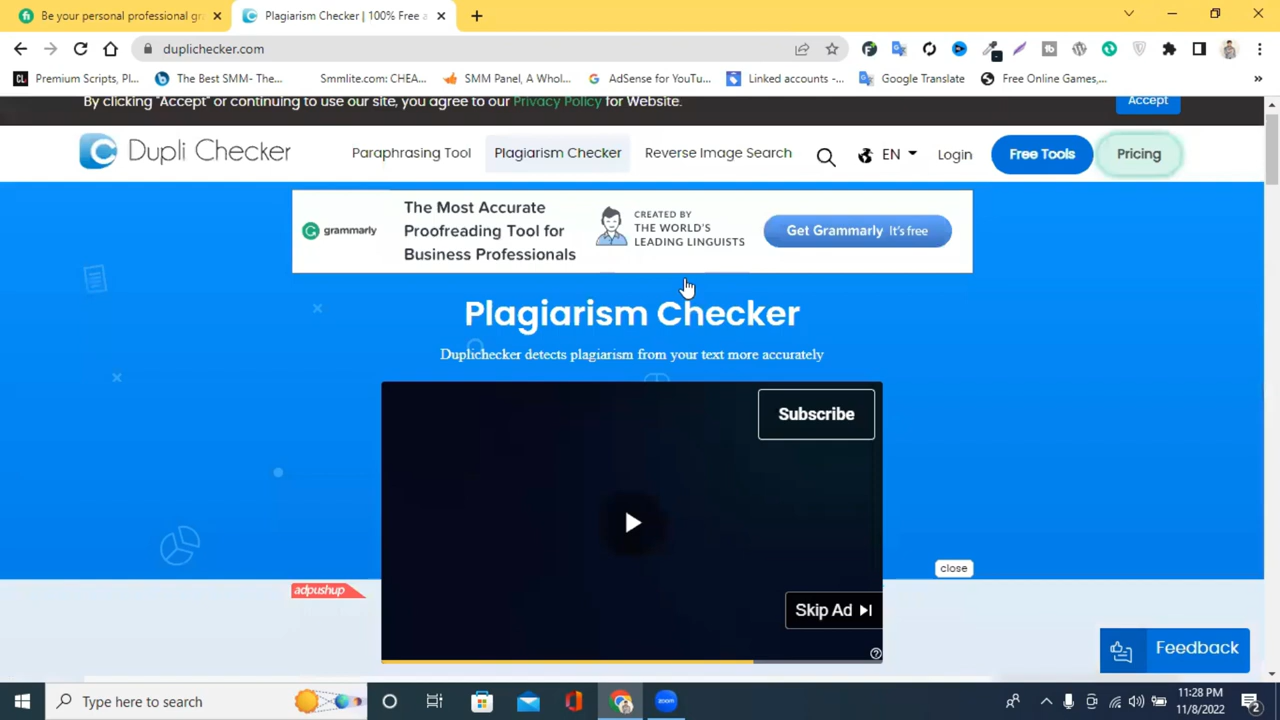 Be your personal professional gr
Plagiarism Checker | 100% Free a
duplichecker.com
Premium Scripts, Pl...
The Best SMM- The...
Smmlite.com: CHEA...
SMM Panel, A Whol...
AdSense for YouTu...
Linked accounts -...
Google Translate
Free Online Games,...
By clicking "Accept" or continuing to use our site, you agree to our Privacy Policy for Website.
Accept
Dupli Checker
Paraphrasing Tool
Plagiarism Checker
Reverse Image Search
EN
Login
Free Tools
Pricing
grammarly
The Most Accurate
Proofreading Tool for
Business Professionals
CREATED BY
THE WORLD'S
LEADING LINGUISTS
Get Grammarly It's free
Plagiarism Checker
Duplichecker detects plagiarism from your text more accurately
Subscribe
close
adpushup
Skip Ad
Feedback
Type here to search
zoom
11:28 PM
11/8/2022
2